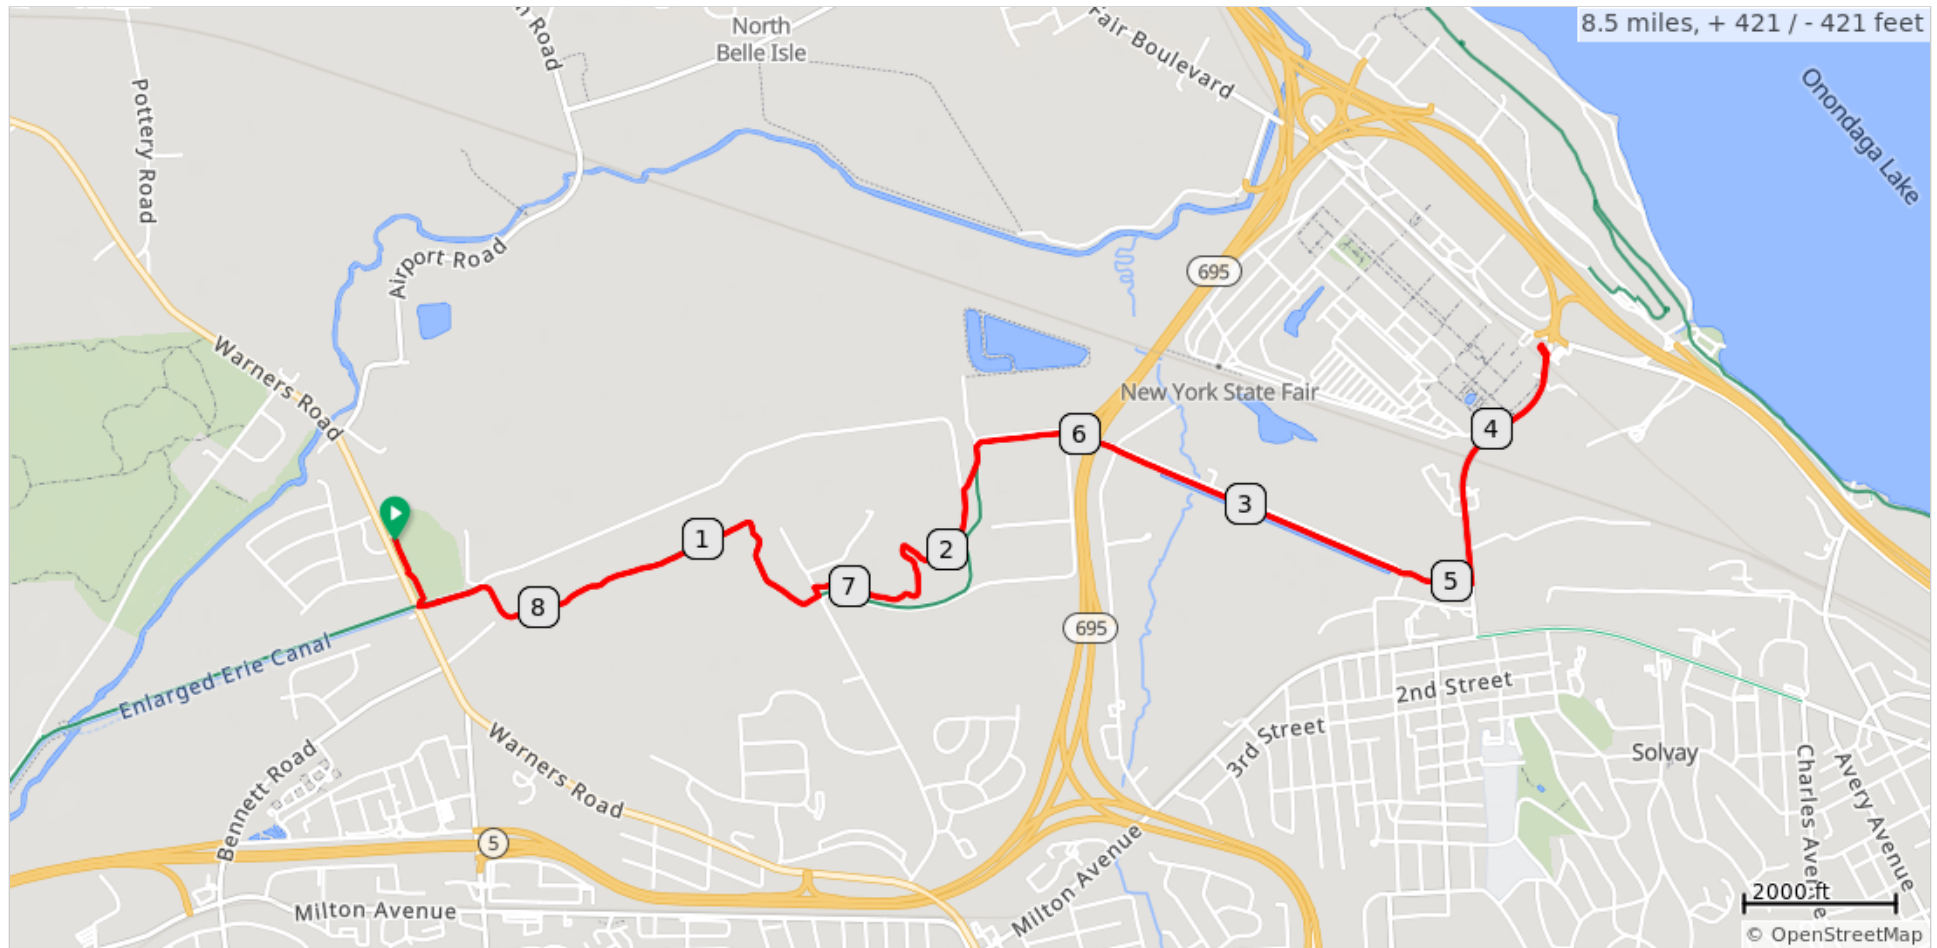 8.5 miles, + 421 / - 421 feet
North
Belle Isle
Road
Fair Boulevard
Onondaga Lake
Pottery Road
Airport Road
695
Warners Road
New York State Fair
6
4
3
1
2
7
5
8
695
Enlarged Erie Canal
2nd Street
3rd Street
Solvay
Warners Road
Bennett Road
Charles Avenue
Avery Avenue
5
Milton Avenue
Milton Avenue
2000 ft
© OpenStreetMap